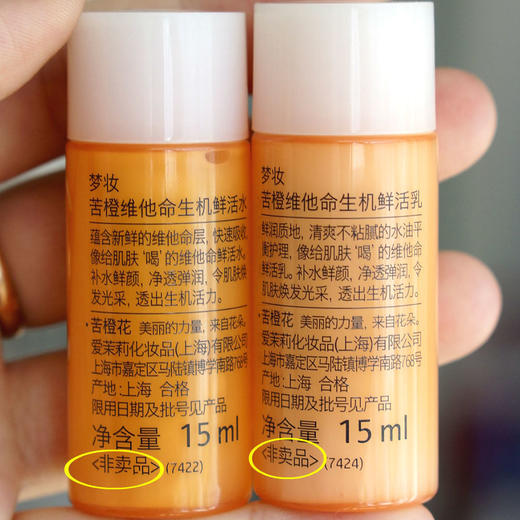 梦妆
苦橙维他命生机鲜活水
蕴含新鲜的维他命层，快速吸收
像给肌肤‘喝’的维他命鲜活水。
补水鲜颜，净透弹润，令肌肤焕
发光采，透出生机活力。
苦橙花 美丽的力量，来自花朵。
爱茉莉化妆品(上海)有限公司
上海市嘉定区马陆镇博学南路768号
产地:上海 合格
限用日期及批号见产品
净含量 15ml
<非卖品> (7422)
梦妆
苦橙维他命生机鲜活乳
鲜润质地，清爽不粘腻的水油平
衡护理，像给肌肤‘喝’的维他命
鲜活乳。补水鲜颜，净透弹润，令
肌肤焕发光采，透出生机活力。
苦橙花 美丽的力量，来自花朵。
爱茉莉化妆品(上海)有限公司
上海市嘉定区马陆镇博学南路768号
产地:上海 合格
限用日期及批号见产品
净含量 15ml
<非卖品> (7424)